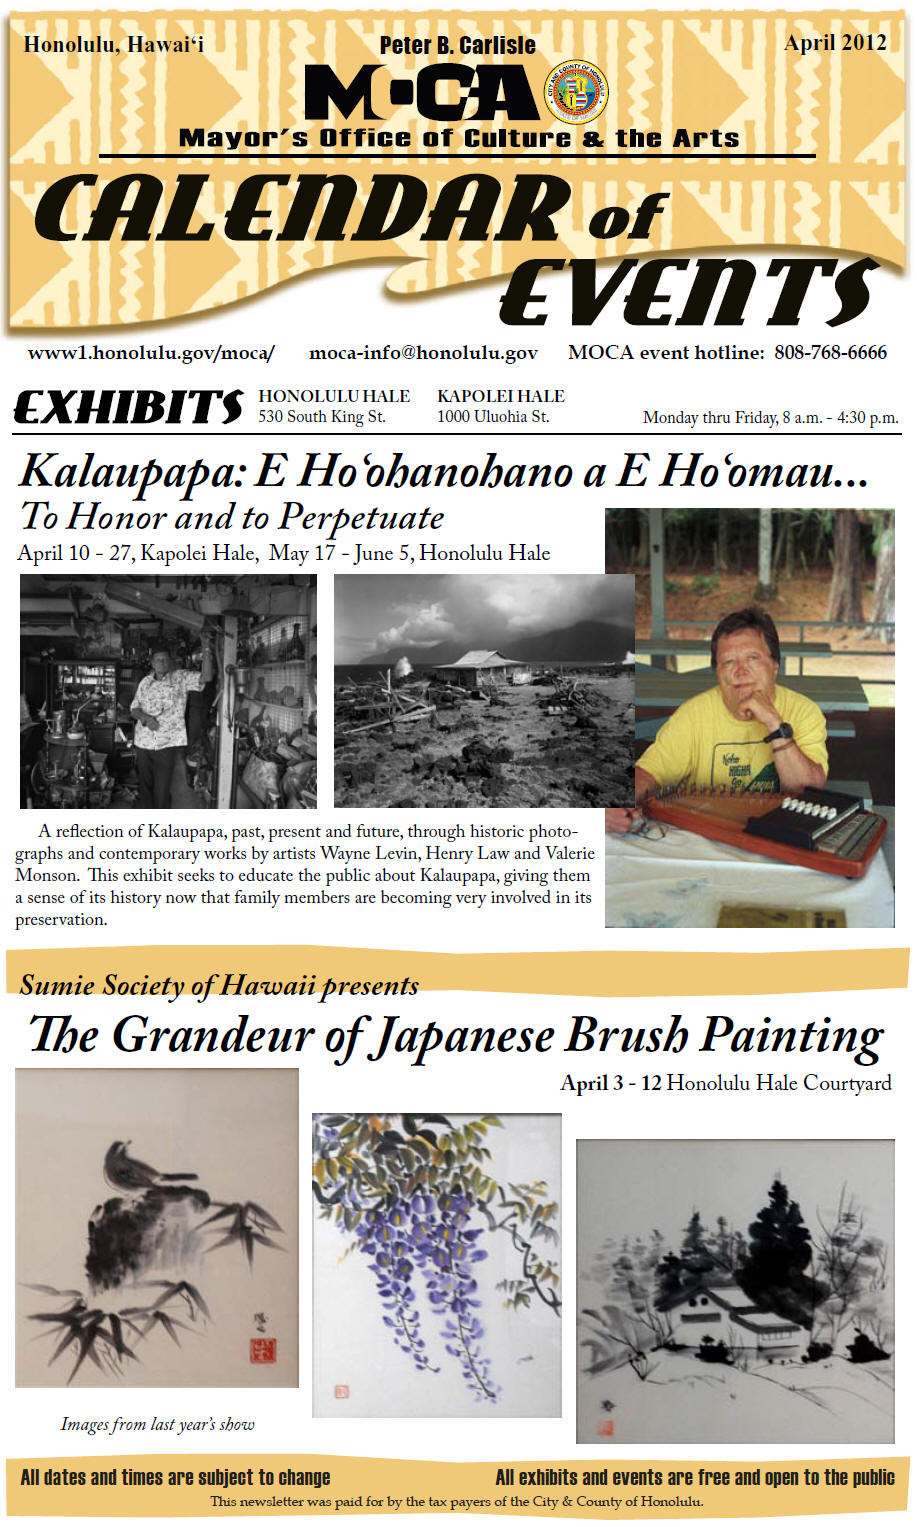 Honolulu, Hawai‘i
Peter B. Carlisle
April 2012
MOCA
Mayor's Office of Culture & the Arts
CALENDAR of
EVENTS
www1.honolulu.gov/moca/ moca-info@honolulu.gov MOCA event hotline: 808-768-6666
EXHIBITS
HONOLULU HALE
530 South King St.
KAPOLEI HALE
1000 Uluohia St.
Monday thru Friday, 8 a.m. - 4:30 p.m.
Kalaupapa: E Ho‘ohanohano a E Ho‘omau...
To Honor and to Perpetuate
April 10 - 27, Kapolei Hale, May 17 - June 5, Honolulu Hale
A reflection of Kalaupapa, past, present and future, through historic photo-
graphs and contemporary works by artists Wayne Levin, Henry Law and Valerie
Monson. This exhibit seeks to educate the public about Kalaupapa, giving them
a sense of its history now that family members are becoming very involved in its
preservation.
Sumie Society of Hawaii presents
The Grandeur of Japanese Brush Painting
April 3 - 12 Honolulu Hale Courtyard
Images from last year's show
All dates and times are subject to change
All exhibits and events are free and open to the public
This newsletter was paid for by the tax payers of the City & County of Honolulu.